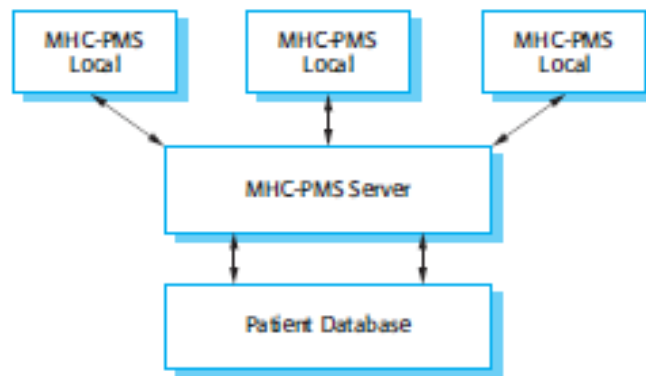 MHC-PMS
Local
MHC-PMS
Local
MHC-PMS
Local
MHC-PMS Server
Patient Database